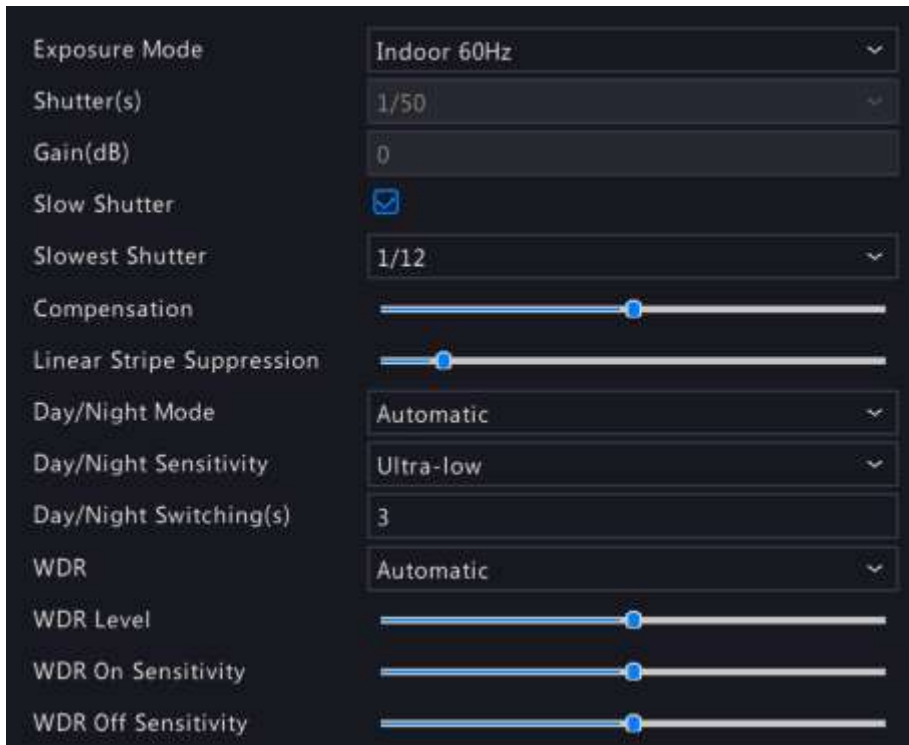 Exposure Mode Indoor 60Hz
Shutter(s) 1/50
Gain(dB) 0
Slow Shutter
Slowest Shutter 1/12
Compensation
Linear Stripe Suppression
Day/Night Mode Automatic
Day/Night Sensitivity Ultra-low
Day/Night Switching(s) 3
WDR Automatic
WDR Level
WDR On Sensitivity
WDR Off Sensitivity